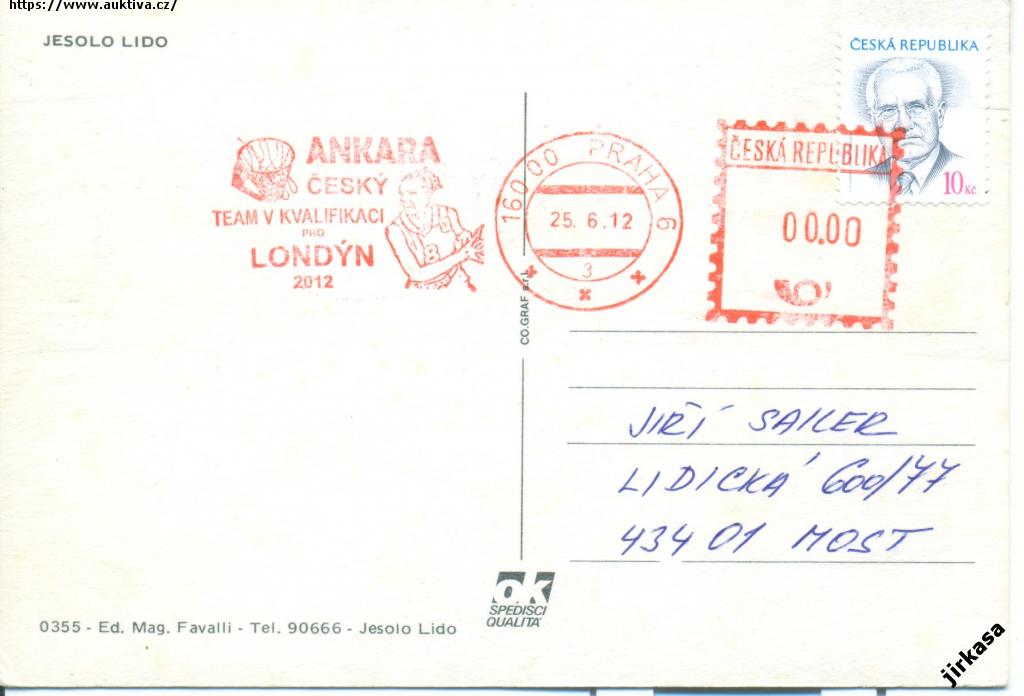 https://www.auktiva.cz/
JESOLO LIDO
ČESKÁ REPUBLIKA
10 Kč
ANKARA
ČESKÝ
TEAM V KVALIFIKACI
PRO
LONDÝN
2012
160 00 PRAHA 6
25. 6. 12
3
ČESKÁ REPUBLIKA
00.00
CO.GRAF s.r.l.
JIŘÍ SAILER
LIDICKÁ 600/77
434 01 MOST
ok
SPEDISCI
QUALITA'
0355 - Ed. Mag. Favalli - Tel. 90666 - Jesolo Lido
jirkasa